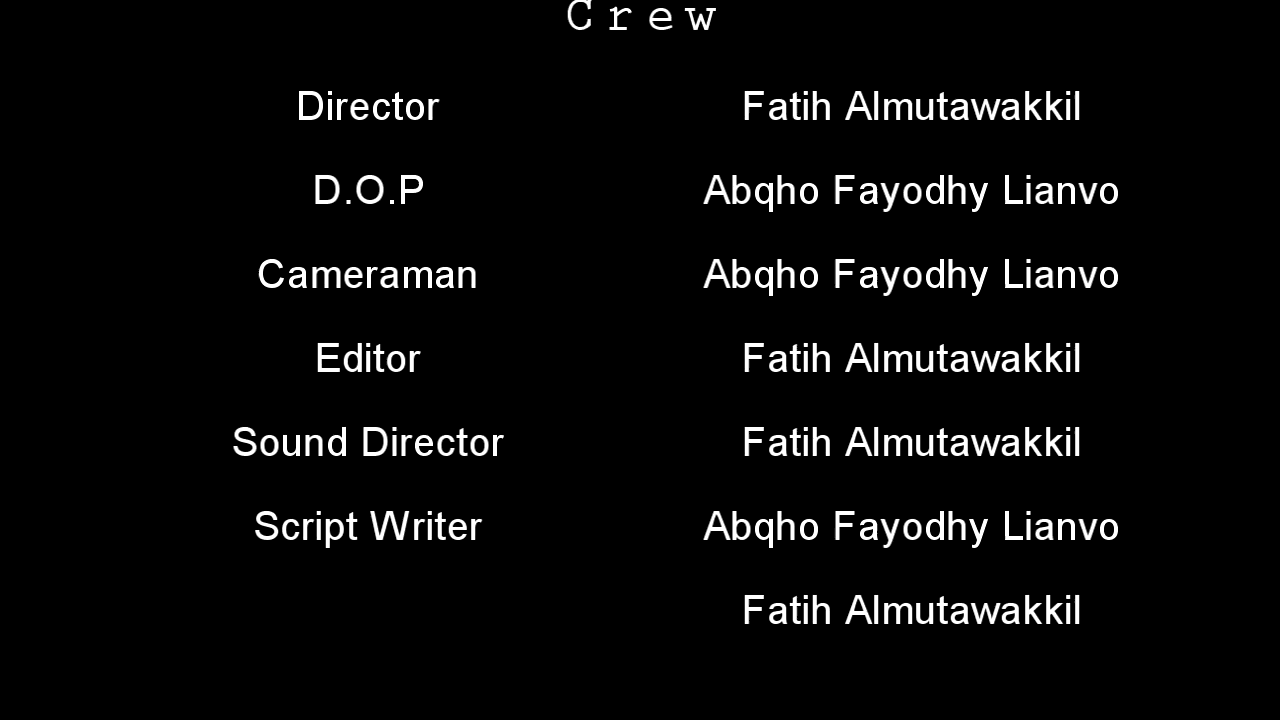 Crew
Director Fatih Almutawakkil
D.O.P Abqho Fayodhy Lianvo
Cameraman Abqho Fayodhy Lianvo
Editor Fatih Almutawakkil
Sound Director Fatih Almutawakkil
Script Writer Abqho Fayodhy Lianvo
Fatih Almutawakkil